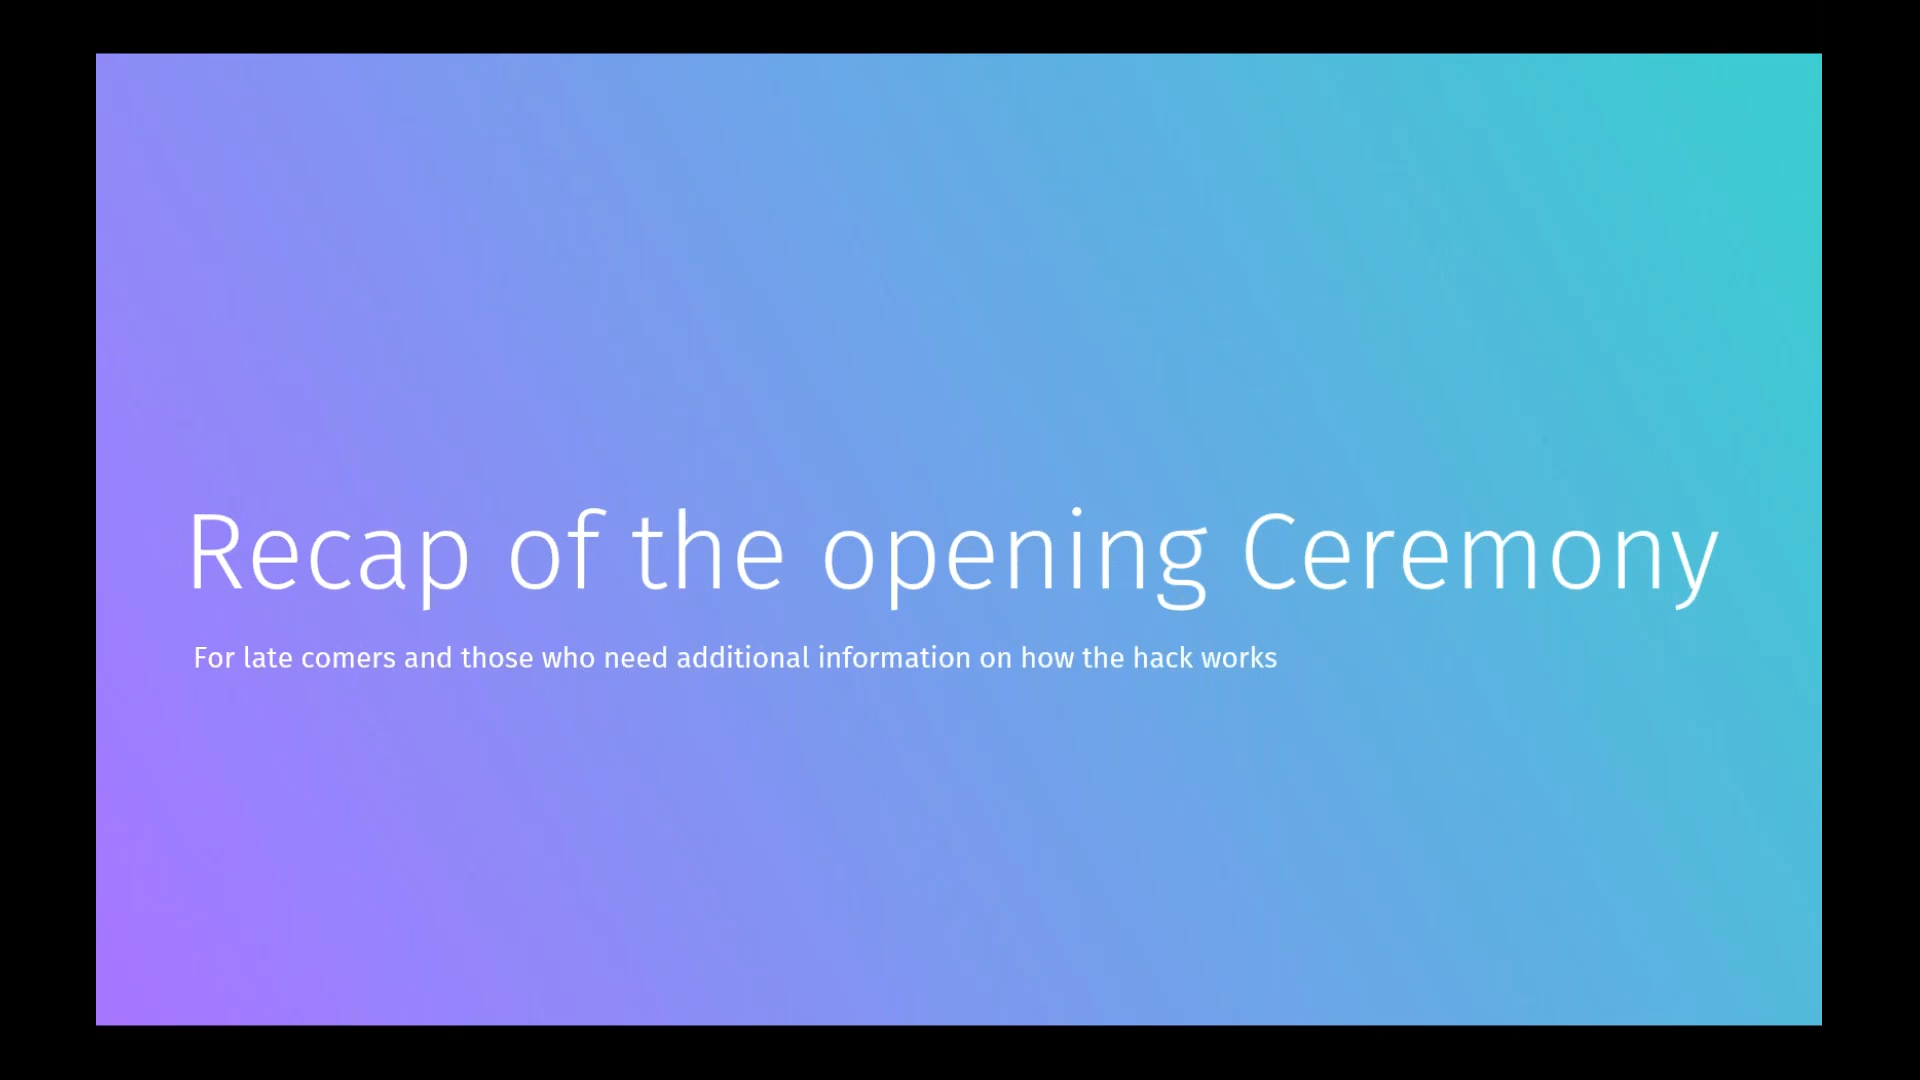 Recap of the opening Ceremony
For late comers and those who need additional information on how the hack works